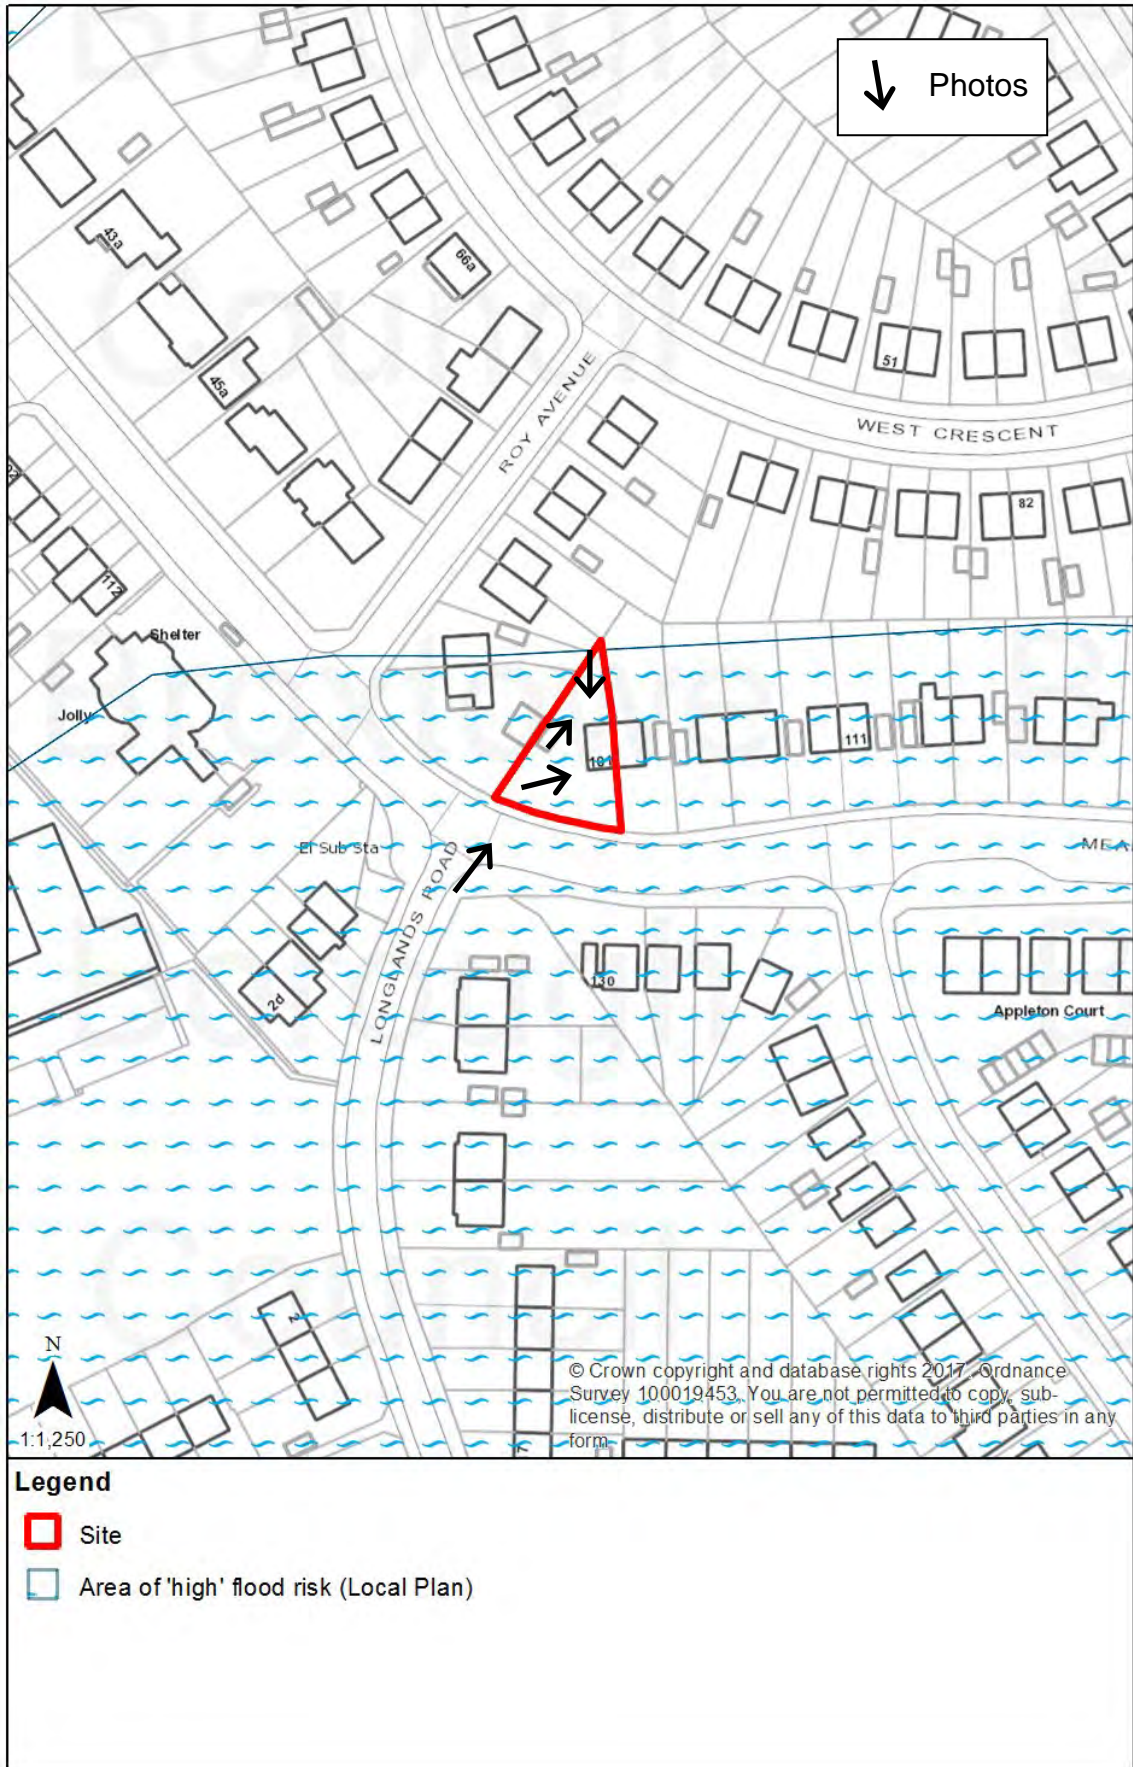 Photos
43a
66a
45a
51
ROY AVENUE
WEST CRESCENT
82
112
Shelter
Jolly
111
101
El Sub Sta
MEA
LONGLANDS ROAD
130
2d
Appleton Court
2
N
1:1,250
© Crown copyright and database rights 2017. Ordnance
Survey 100019453. You are not permitted to copy, sub-
license, distribute or sell any of this data to third parties in any
form
7
Legend
Site
Area of 'high' flood risk (Local Plan)